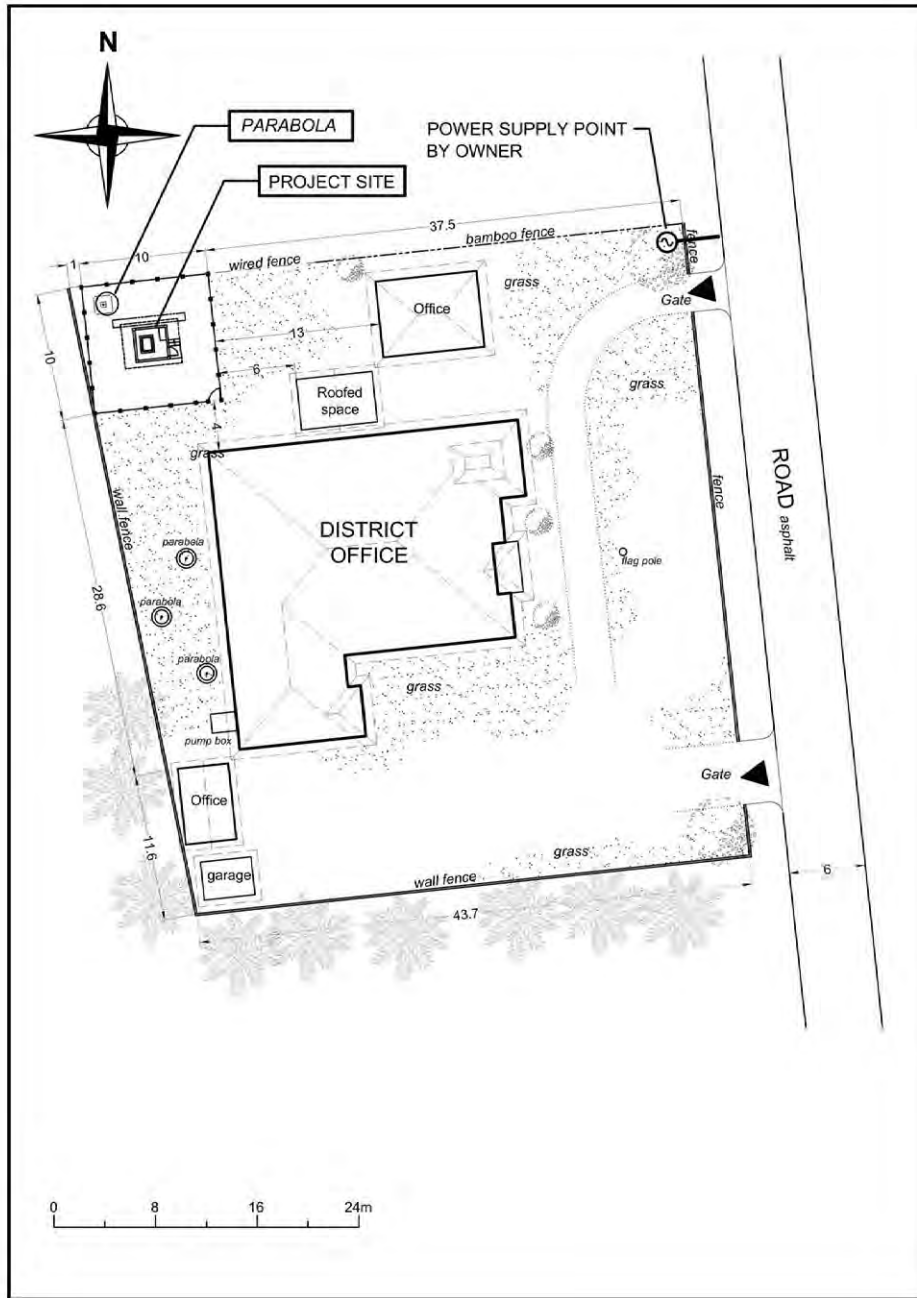 N
PARABOLA
POWER SUPPLY POINT
BY OWNER
PROJECT SITE
37.5
1
10
wired fence
bamboo fence
fence
grass
Gate
Office
10
13
6
Roofed
space
grass
4
grass
ROAD asphalt
fence
wall fence
DISTRICT
OFFICE
parabola
flag pole
28.6
parabola
parabola
grass
pump box
Gate
Office
11.6
garage
grass
wall fence
6
43.7
0
8
16
24m